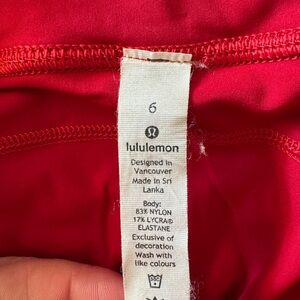 6
lululemon
Designed in
Vancouver
Made in Sri
Lanka
Body:
83% NYLON
17% LYCRA®
ELASTANE
Exclusive of
decoration
Wash with
like colours